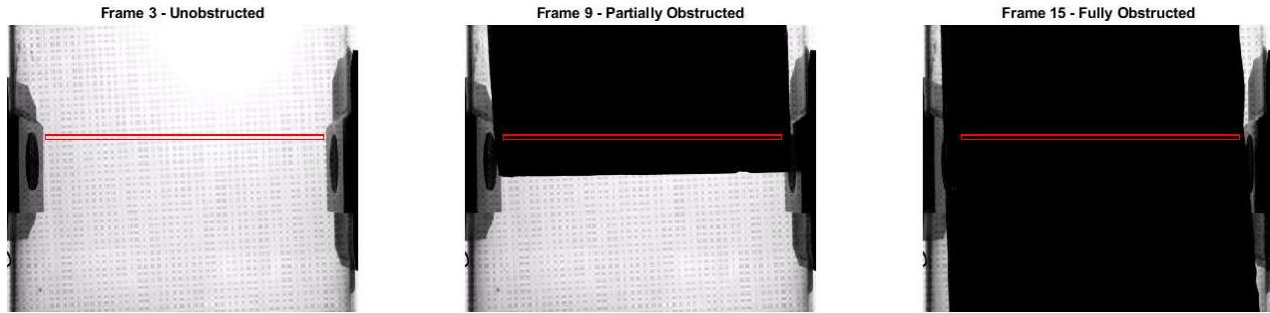 Frame 3 - Unobstructed
Frame 9 - Partially Obstructed
Frame 15 - Fully Obstructed